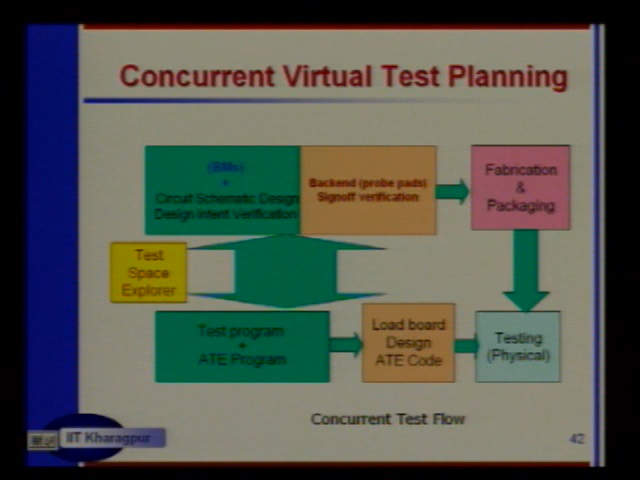 Concurrent Virtual Test Planning
(BMs)
+
Circuit Schematic Design
Design intent Verification
Backend (probe pads)
Signoff verification
Fabrication
&
Packaging
Test
Space
Explorer
Test program
+
ATE Program
Load board
Design
ATE Code
Testing
(Physical)
Concurrent Test Flow
IIT Kharagpur
42